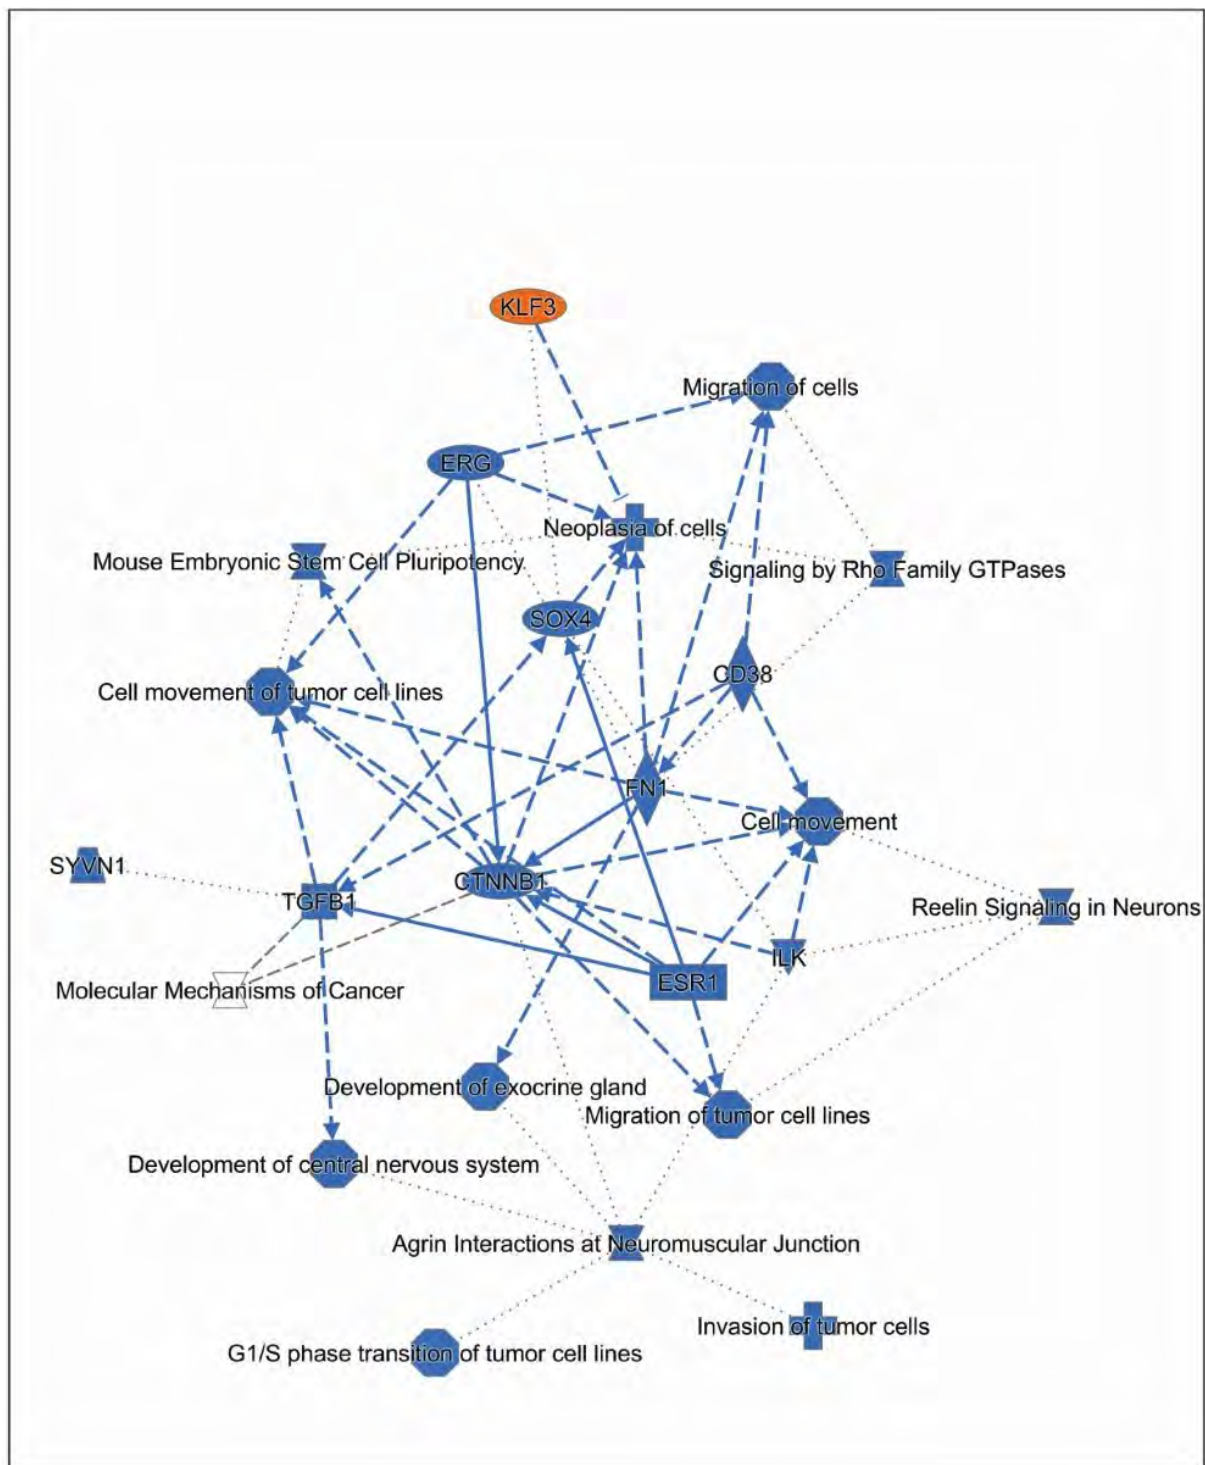 KLF3
Migration of cells
ERG
Neoplasia of cells
Mouse Embryonic Stem Cell Pluripotency
Signaling by Rho Family GTPases
SOX4
CD38
Cell movement of tumor cell lines
FN1
Cell movement
SYVN1
CTNNB1
TGFB1
Reelin Signaling in Neurons
ILK
ESR1
Molecular Mechanisms of Cancer
Development of exocrine gland
Migration of tumor cell lines
Development of central nervous system
Agrin Interactions at Neuromuscular Junction
Invasion of tumor cells
G1/S phase transition of tumor cell lines